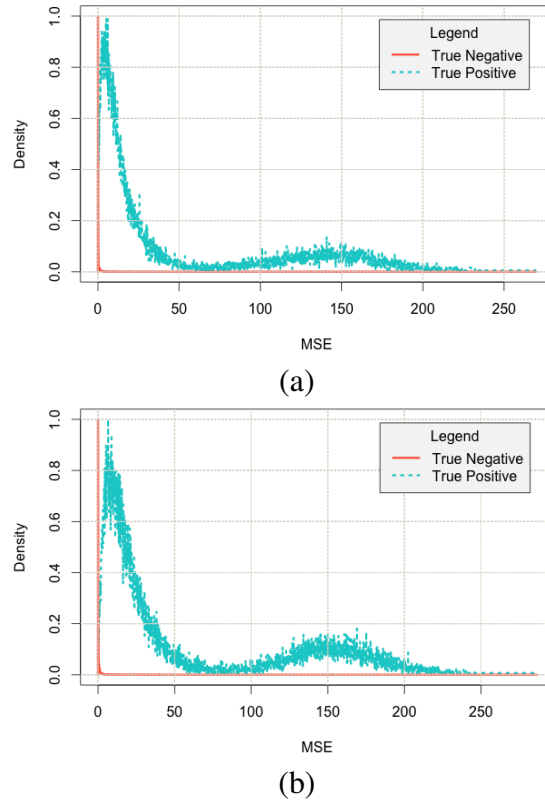 Legend
True Negative
True Positive
Density
0.0 0.2 0.4 0.6 0.8 1.0
0 50 100 150 200 250
MSE
(a)
Legend
True Negative
True Positive
Density
0.0 0.2 0.4 0.6 0.8 1.0
0 50 100 150 200 250
MSE
(b)